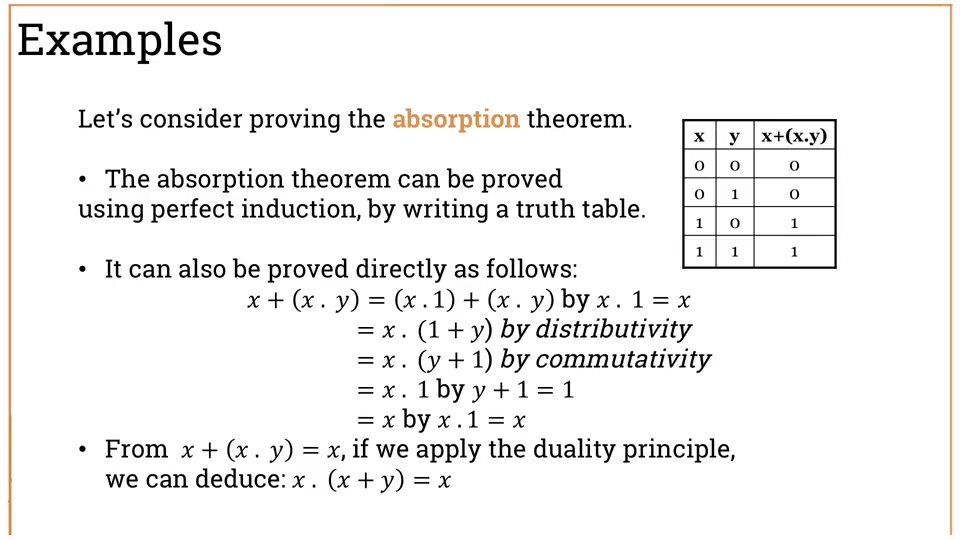 Examples
Let's consider proving the absorption theorem.
• The absorption theorem can be proved
using perfect induction, by writing a truth table.
x y x+(x.y)
0 0 0
0 1 0
1 0 1
1 1 1
• It can also be proved directly as follows:
x + (x . y) = (x . 1) + (x . y) by x . 1 = x
= x . (1 + y) by distributivity
= x . (y + 1) by commutativity
= x . 1 by y + 1 = 1
= x by x . 1 = x
• From x + (x . y) = x, if we apply the duality principle,
we can deduce: x . (x + y) = x